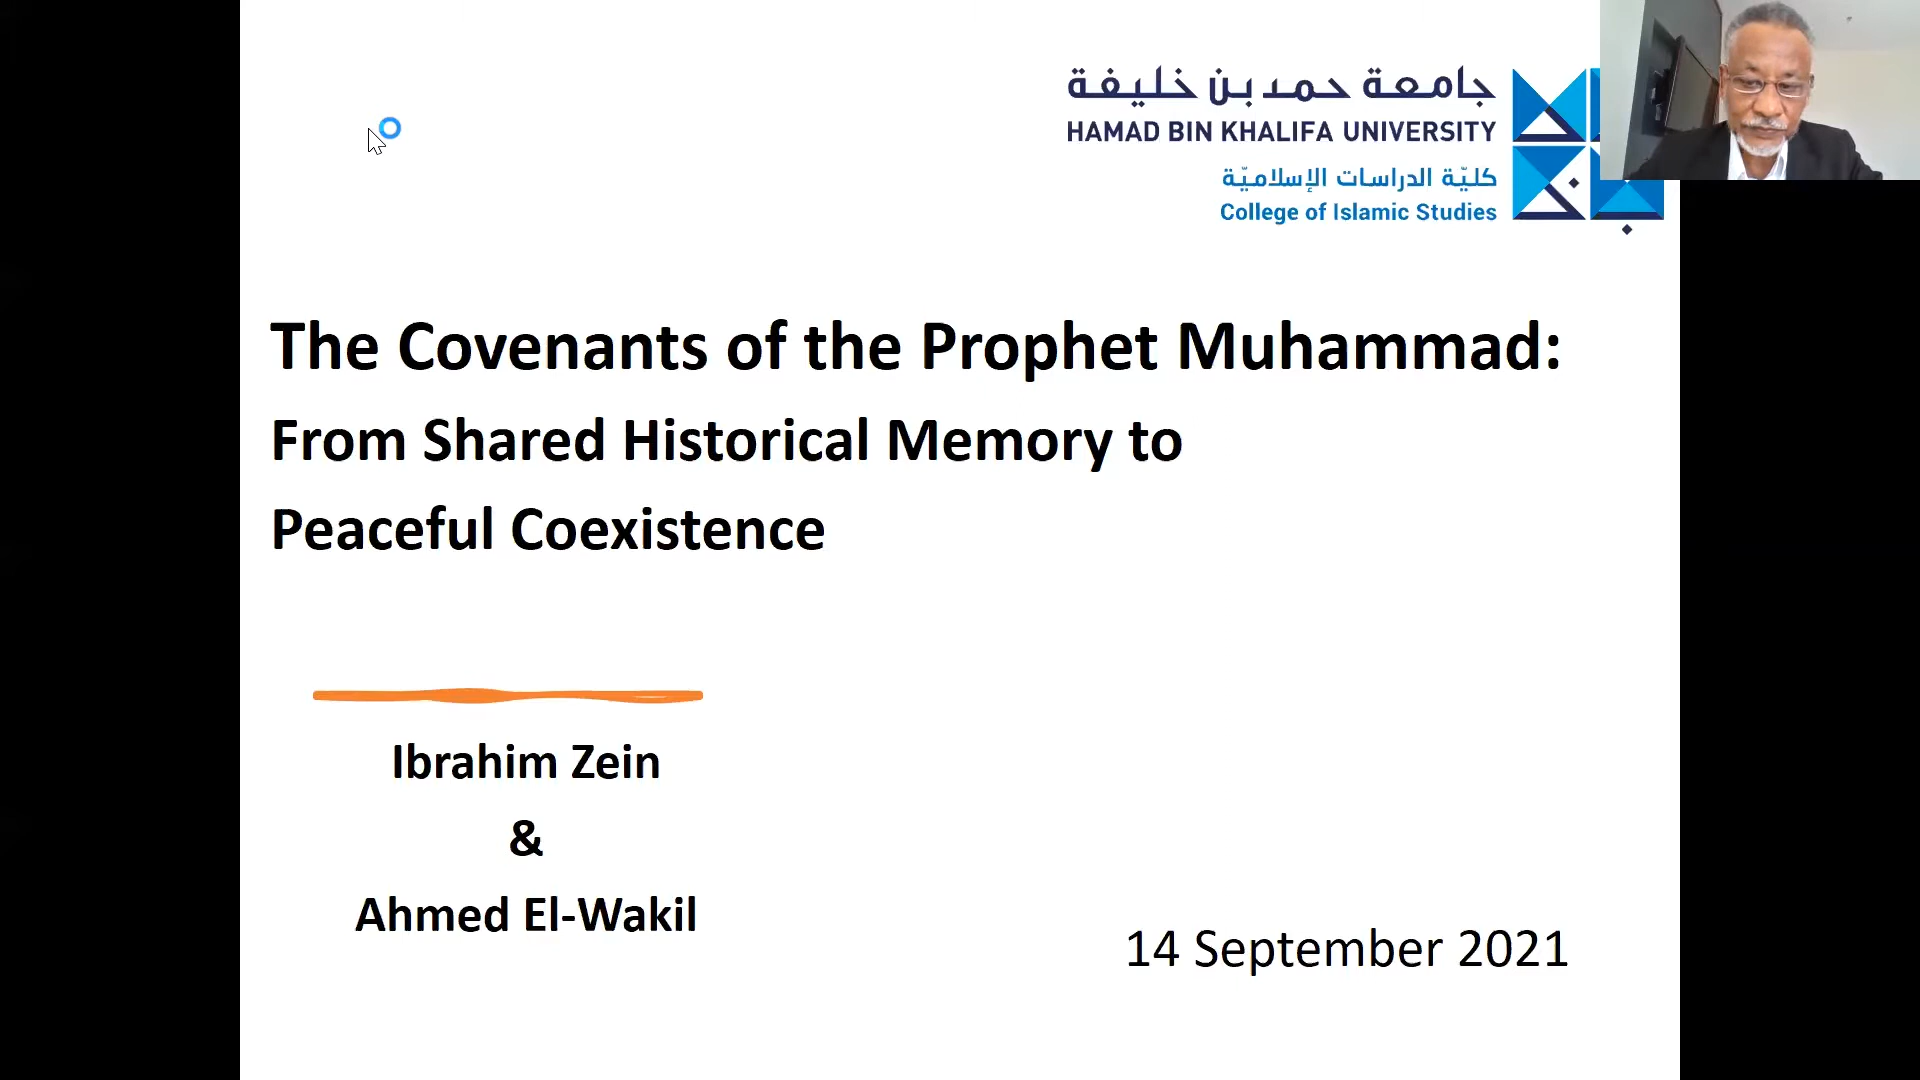 جامعة حمد بن خليفة
HAMAD BIN KHALIFA UNIVERSITY
كليّة الدراسات الإسلاميّة
College of Islamic Studies
The Covenants of the Prophet Muhammad:
From Shared Historical Memory to
Peaceful Coexistence
Ibrahim Zein
&
Ahmed El-Wakil
14 September 2021